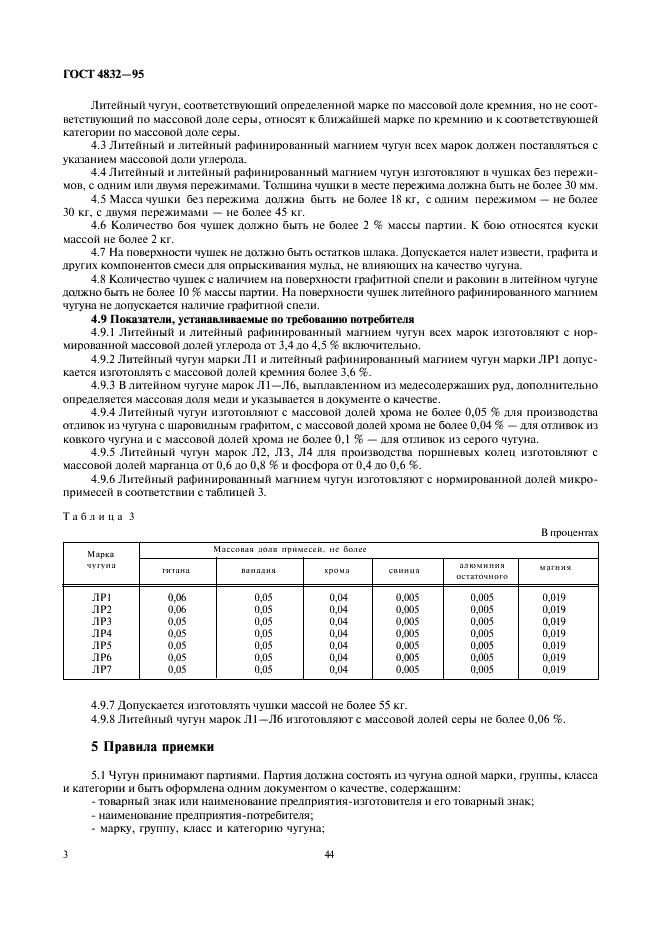 ГОСТ 4832—95
Литейный чугун, соответствующий определенной марке по массовой доле кремния, но не соот-
ветствующий по массовой доле серы, относят к ближайшей марке по кремнию и к соответствующей
категории по массовой доле серы.
4.3 Литейный и литейный рафинированный магнием чугун всех марок должен поставляться с
указанием массовой доли углерода.
4.4 Литейный и литейный рафинированный магнием чугун изготовляют в чушках без пережи-
мов, с одним или двумя пережимами. Толщина чушки в месте пережима должна быть не более 30 мм.
4.5 Масса чушки без пережима должна быть не более 18 кг, с одним пережимом — не более
30 кг, с двумя пережимами — не более 45 кг.
4.6 Количество боя чушек должно быть не более 2 % массы партии. К бою относятся куски
массой не более 2 кг.
4.7 На поверхности чушек не должно быть остатков шлака. Допускается налет извести, графита и
других компонентов смеси для опрыскивания мульд, не влияющих на качество чугуна.
4.8 Количество чушек с наличием на поверхности графитной спели и раковин в литейном чугуне
должно быть не более 10 % массы партии. На поверхности чушек литейного рафинированного магнием
чугуна не допускается наличие графитной спели.
4.9 Показатели, устанавливаемые по требованию потребителя
4.9.1 Литейный и литейный рафинированный магнием чугун всех марок изготовляют с нор-
мированной массовой долей углерода от 3,4 до 4,5 % включительно.
4.9.2 Литейный чугун марки Л1 и литейный рафинированный магнием чугун марки ЛР1 допус-
кается изготовлять с массовой долей кремния более 3,6 %.
4.9.3 В литейном чугуне марок Л1—Л6, выплавленном из медесодержащих руд, дополнительно
определяется массовая доля меди и указывается в документе о качестве.
4.9.4 Литейный чугун изготовляют с массовой долей хрома не более 0,05 % для производства
отливок из чугуна с шаровидным графитом, с массовой долей хрома не более 0,04 % — для отливок из
ковкого чугуна и с массовой долей хрома не более 0,1 % — для отливок из серого чугуна.
4.9.5 Литейный чугун марок Л2, Л3, Л4 для производства поршневых колец изготовляют с
массовой долей марганца от 0,6 до 0,8 % и фосфора от 0,4 до 0,6 %.
4.9.6 Литейный рафинированный магнием чугун изготовляют с нормированной долей микро-
примесей в соответствии с таблицей 3.
Таблица 3
В процентах
Марка чугуна Массовая доля примесей, не более
титана ванадия хрома свинца алюминия остаточного магния
ЛР1 0,06 0,05 0,04 0,005 0,005 0,019
ЛР2 0,06 0,05 0,04 0,005 0,005 0,019
ЛР3 0,05 0,05 0,04 0,005 0,005 0,019
ЛР4 0,05 0,05 0,04 0,005 0,005 0,019
ЛР5 0,05 0,05 0,04 0,005 0,005 0,019
ЛР6 0,05 0,05 0,04 0,005 0,005 0,019
ЛР7 0,05 0,05 0,04 0,005 0,005 0,019
4.9.7 Допускается изготовлять чушки массой не более 55 кг.
4.9.8 Литейный чугун марок Л1—Л6 изготовляют с массовой долей серы не более 0,06 %.
5 Правила приемки
5.1 Чугун принимают партиями. Партия должна состоять из чугуна одной марки, группы, класса
и категории и быть оформлена одним документом о качестве, содержащим:
- товарный знак или наименование предприятия-изготовителя и его товарный знак;
- наименование предприятия-потребителя;
- марку, группу, класс и категорию чугуна;
3 44